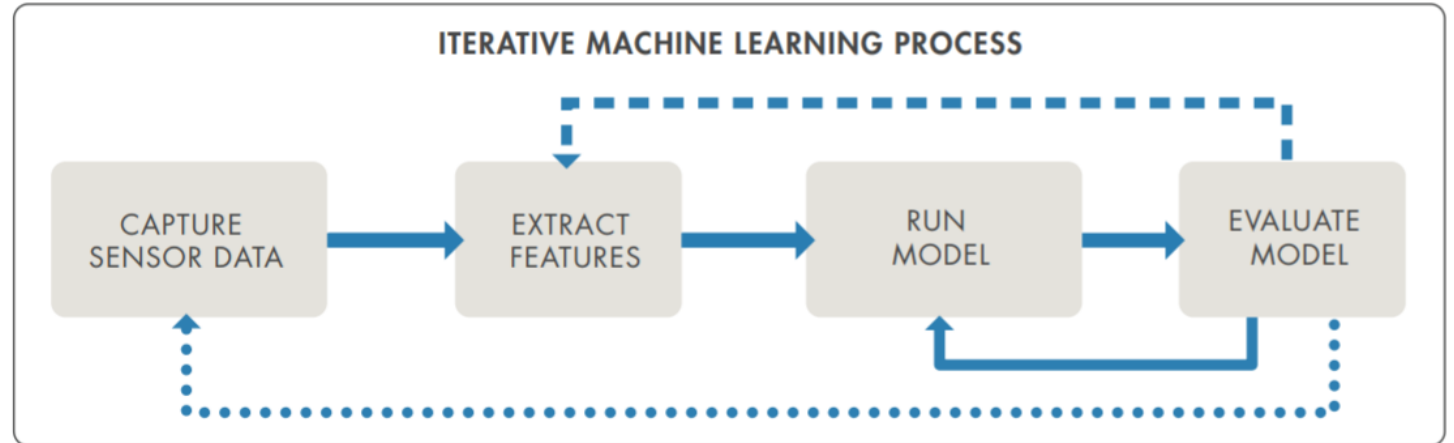 ITERATIVE MACHINE LEARNING PROCESS
CAPTURE
SENSOR DATA
EXTRACT
FEATURES
RUN
MODEL
EVALUATE
MODEL